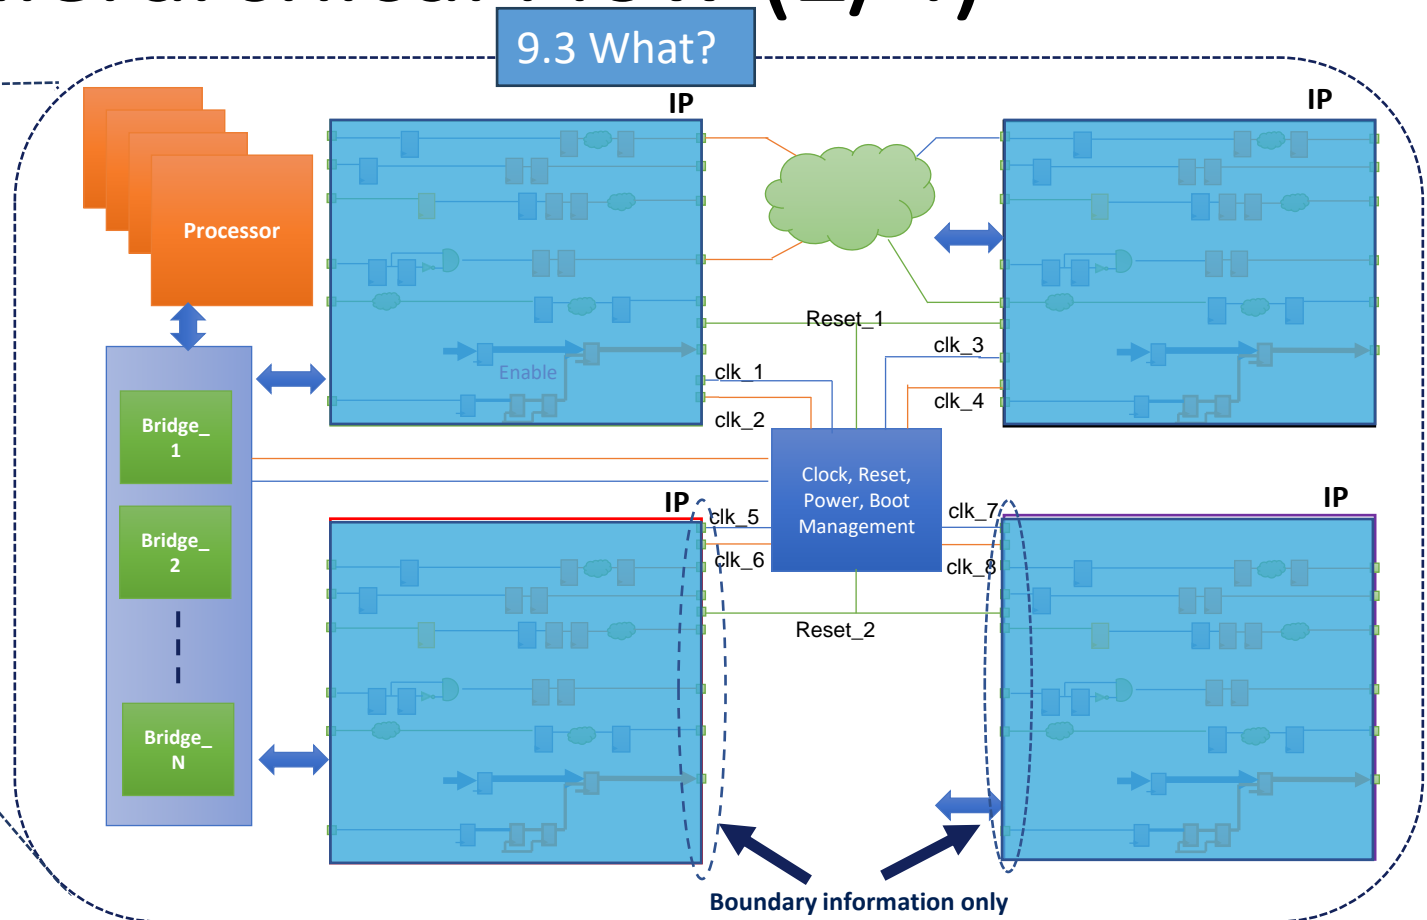 9.3 What?
IP
IP
Processor
Reset_1
clk_3
Enable
clk_1
clk_4
clk_2
Bridge_
1
Clock, Reset,
Power, Boot
Management
IP
IP
clk_5
clk_7
Bridge_
2
clk_6
clk_8
Reset_2
Bridge_
N
Boundary information only